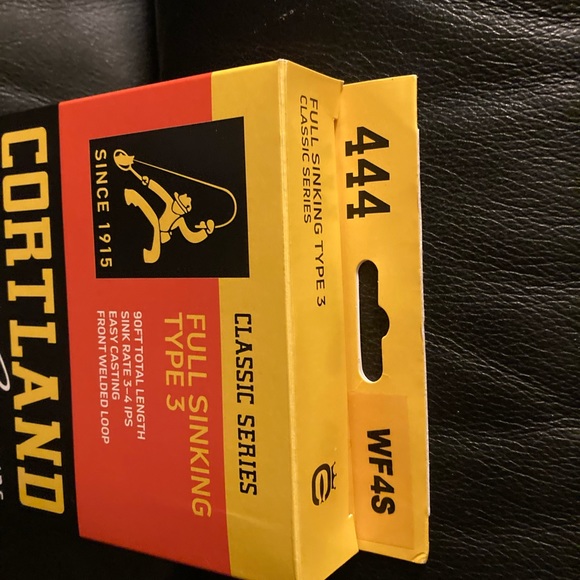 444
WF4S
FULL SINKING TYPE 3
CLASSIC SERIES
CLASSIC SERIES
FULL SINKING
TYPE 3
90FT TOTAL LENGTH
SINK RATE 3-4 IPS
EASY CASTING
FRONT WELDED LOOP
SINCE 1915
CORTLAND